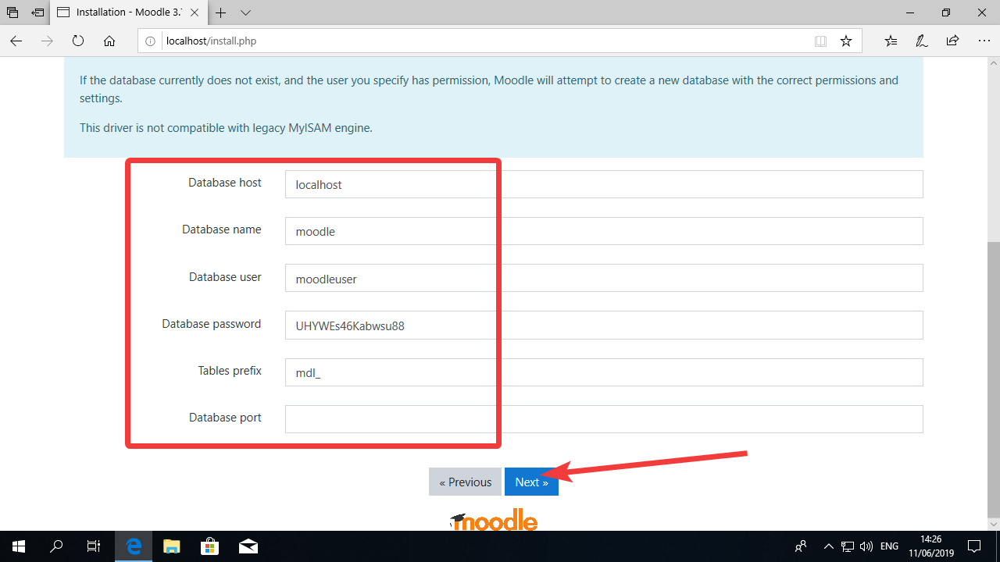 Installation - Moodle 3.
localhost/install.php
If the database currently does not exist, and the user you specify has permission, Moodle will attempt to create a new database with the correct permissions and
settings.
This driver is not compatible with legacy MyISAM engine.
Database host localhost
Database name moodle
Database user moodleuser
Database password UHYWEs46Kabwsu88
Tables prefix mdl_
Database port
« Previous Next »
moodle
ENG 14:26
11/06/2019